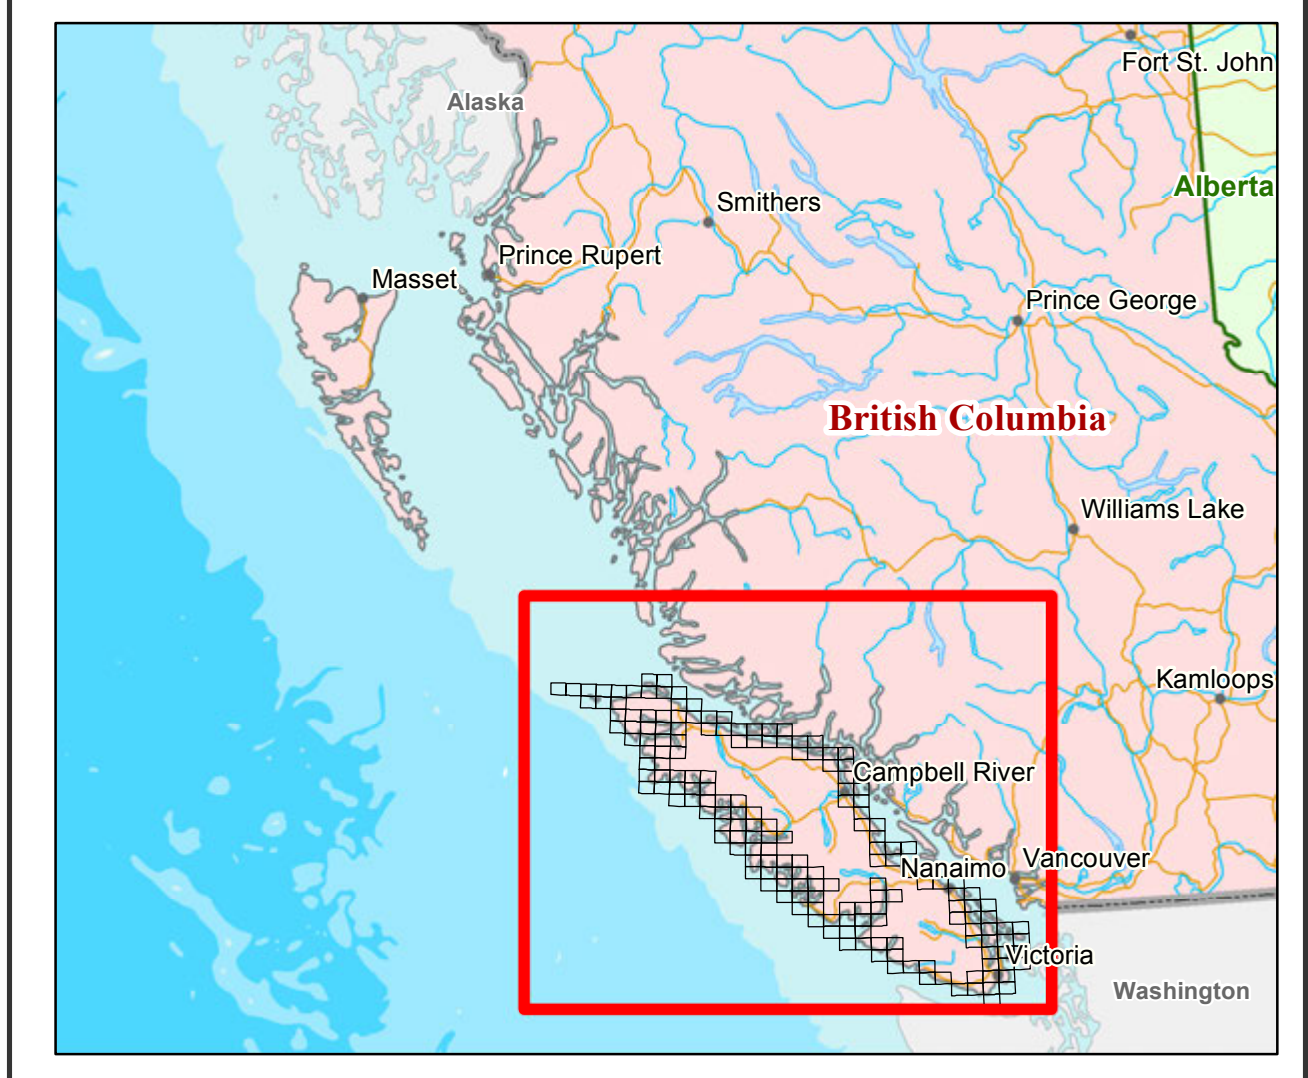 Fort St. John
Alaska
Alberta
Smithers
Prince Rupert
Masset
Prince George
British Columbia
Williams Lake
Kamloops
Campbell River
Vancouver
Nanaimo
Victoria
Washington